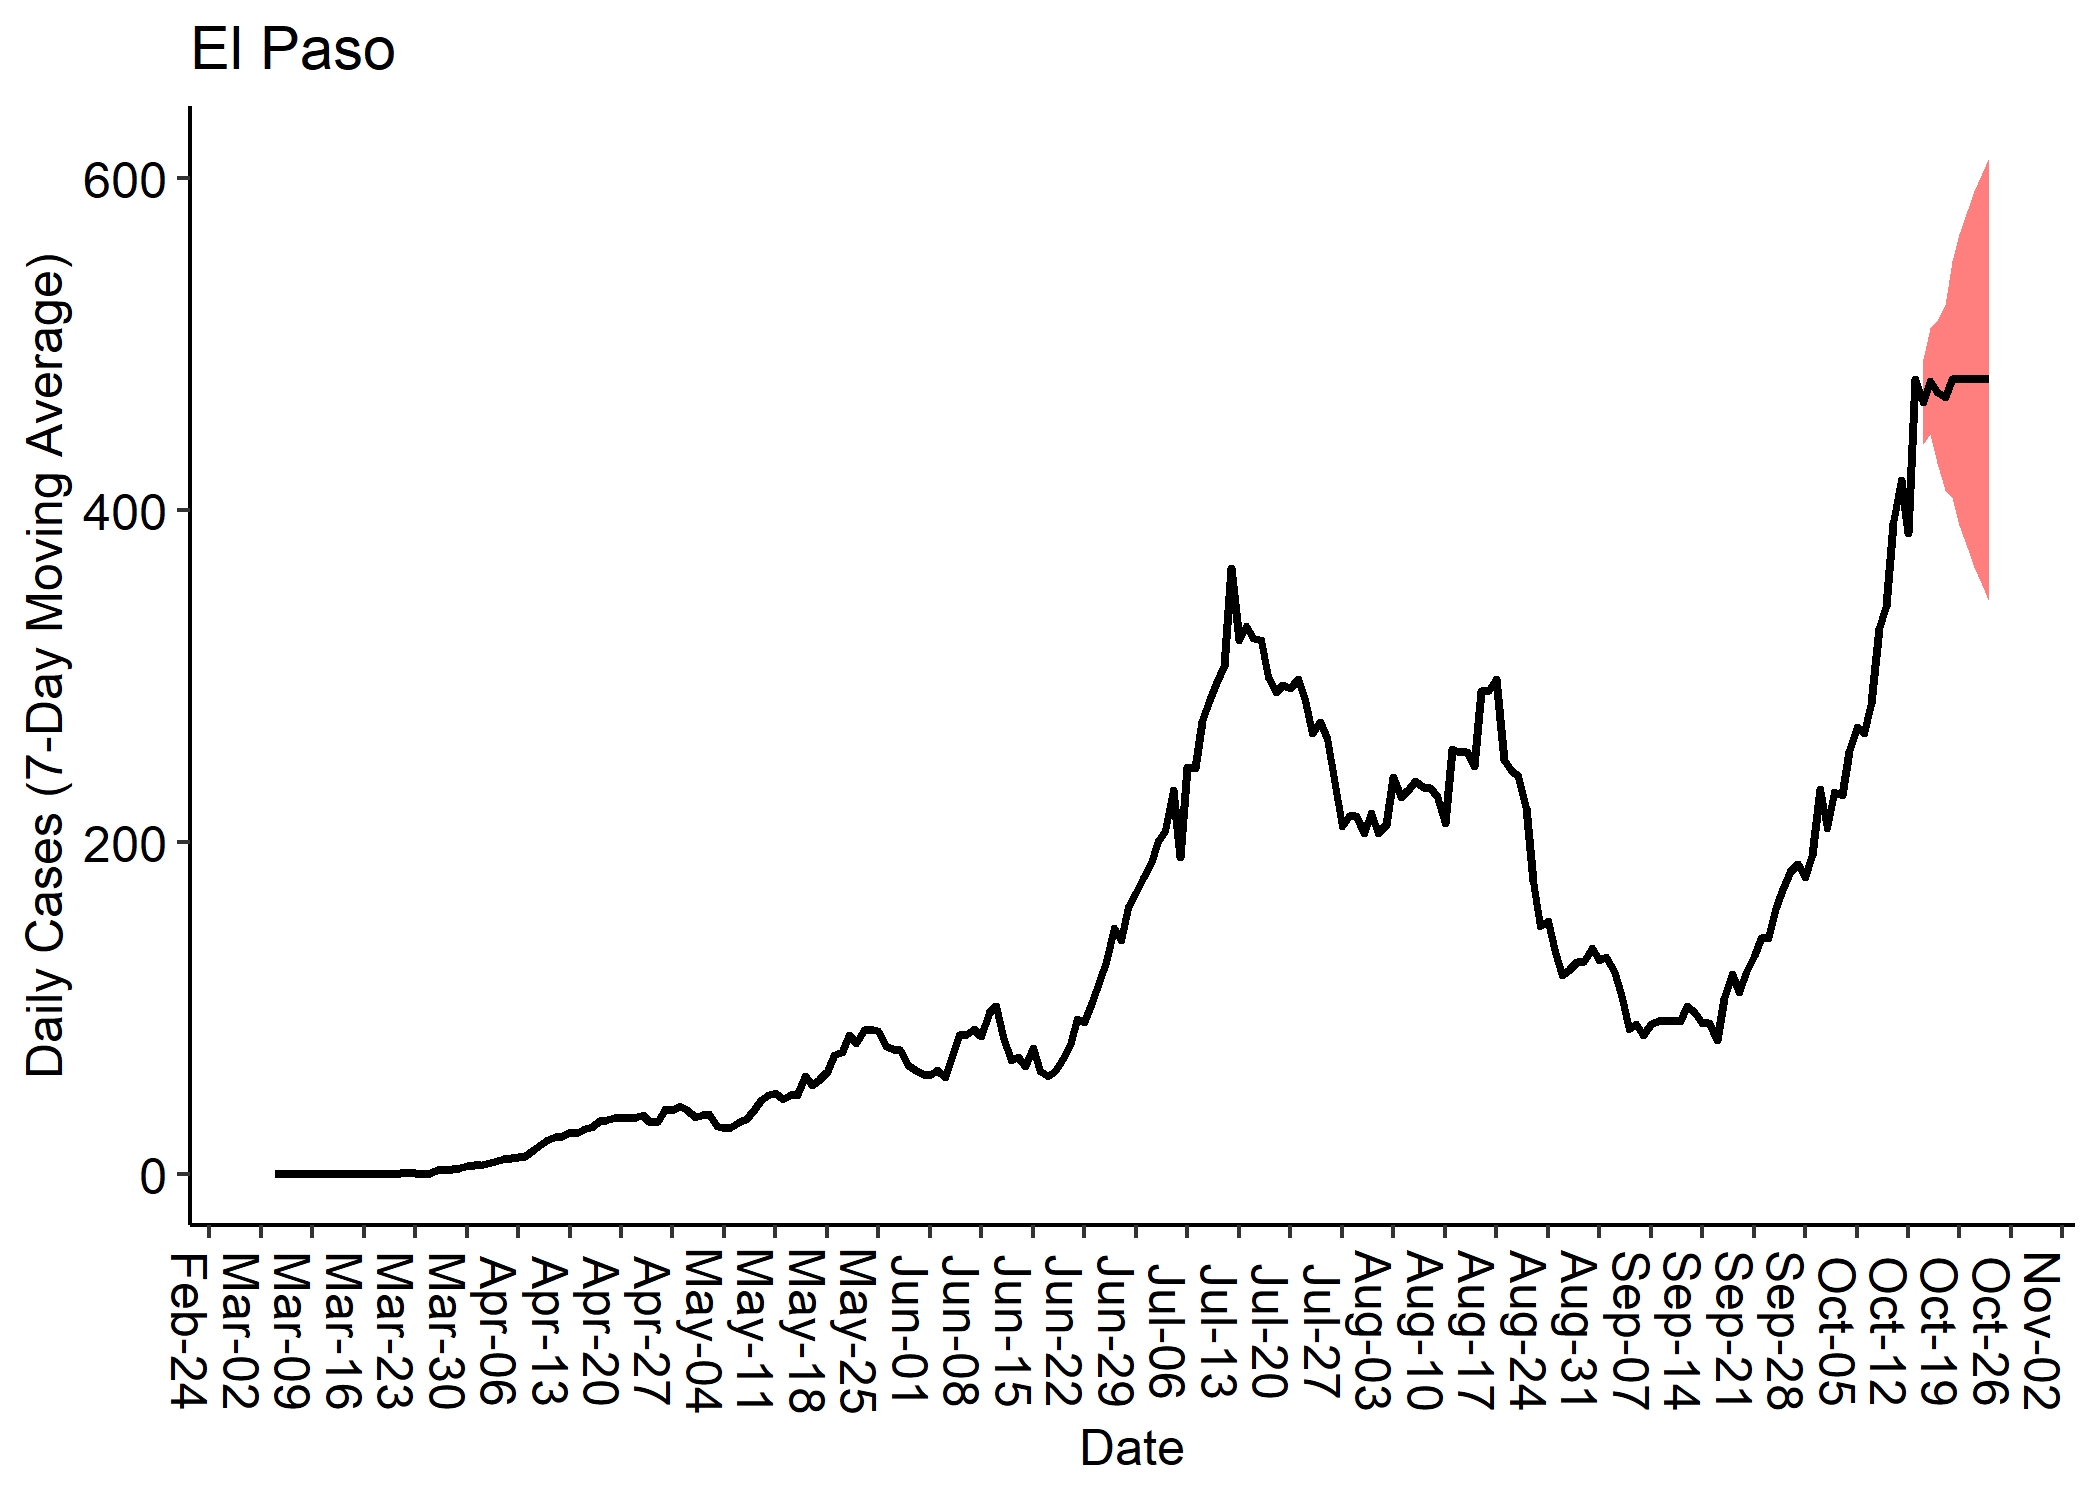 El Paso
Daily Cases (7-Day Moving Average)
600
400
200
0
Feb-24
Mar-02
Mar-09
Mar-16
Mar-23
Mar-30
Apr-06
Apr-13
Apr-20
Apr-27
May-04
May-11
May-18
May-25
Jun-01
Jun-08
Jun-15
Jun-22
Jun-29
Jul-06
Jul-13
Jul-20
Jul-27
Aug-03
Aug-10
Aug-17
Aug-24
Aug-31
Sep-07
Sep-14
Sep-21
Sep-28
Oct-05
Oct-12
Oct-19
Oct-26
Nov-02
Date